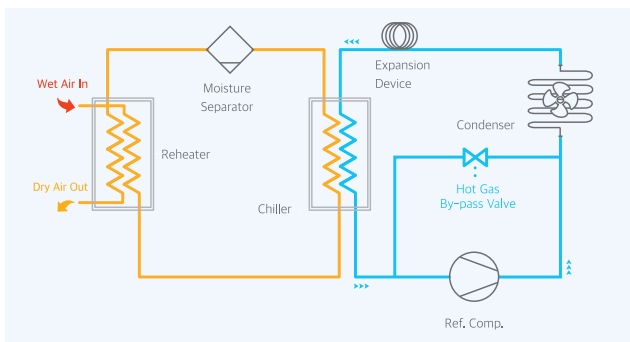 Wet Air In
Moisture
Separator
Expansion
Device
Condenser
Reheater
Dry Air Out
Chiller
Hot Gas
By-pass Valve
Ref. Comp.